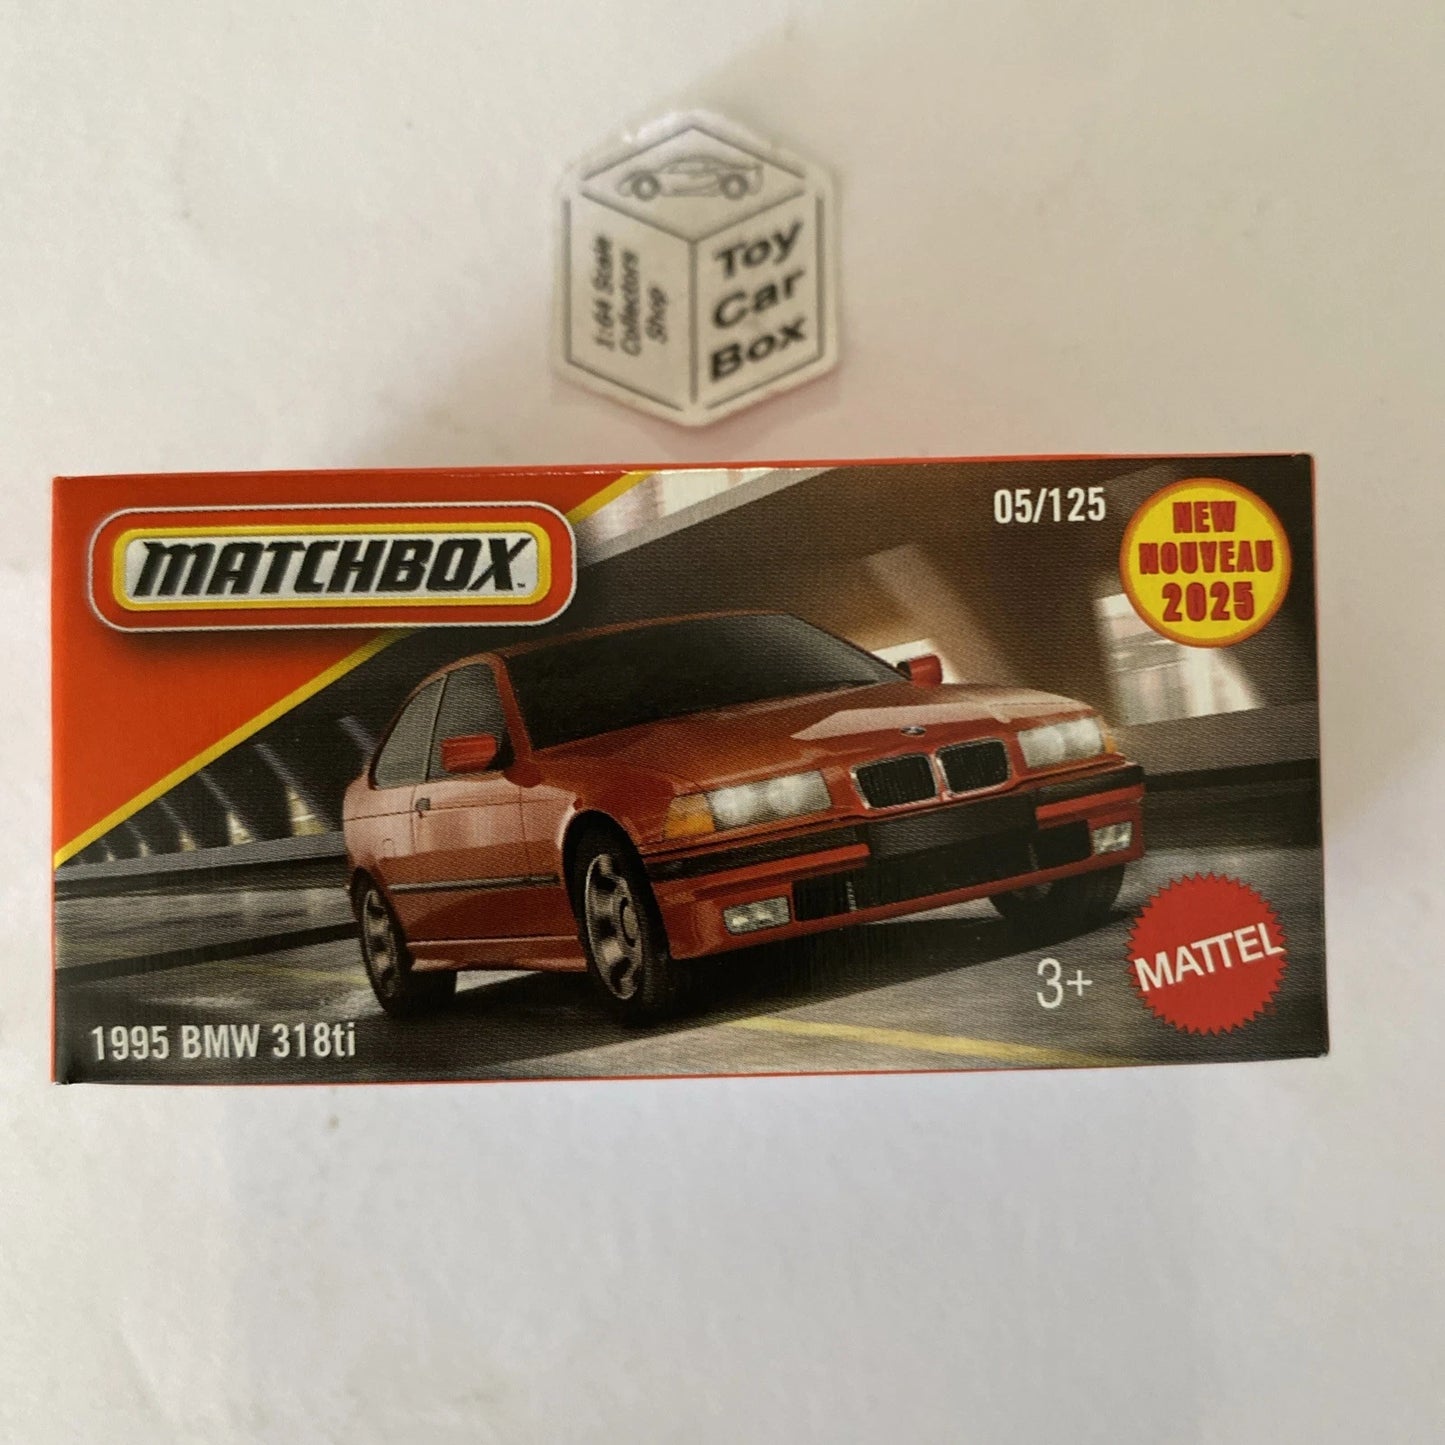 1:64 Scale
Collectors
Shop
Toy
Car
Box
MATCHBOX
05/125
NEW
NOUVEAU
2025
3+
MATTEL
1995 BMW 318ti